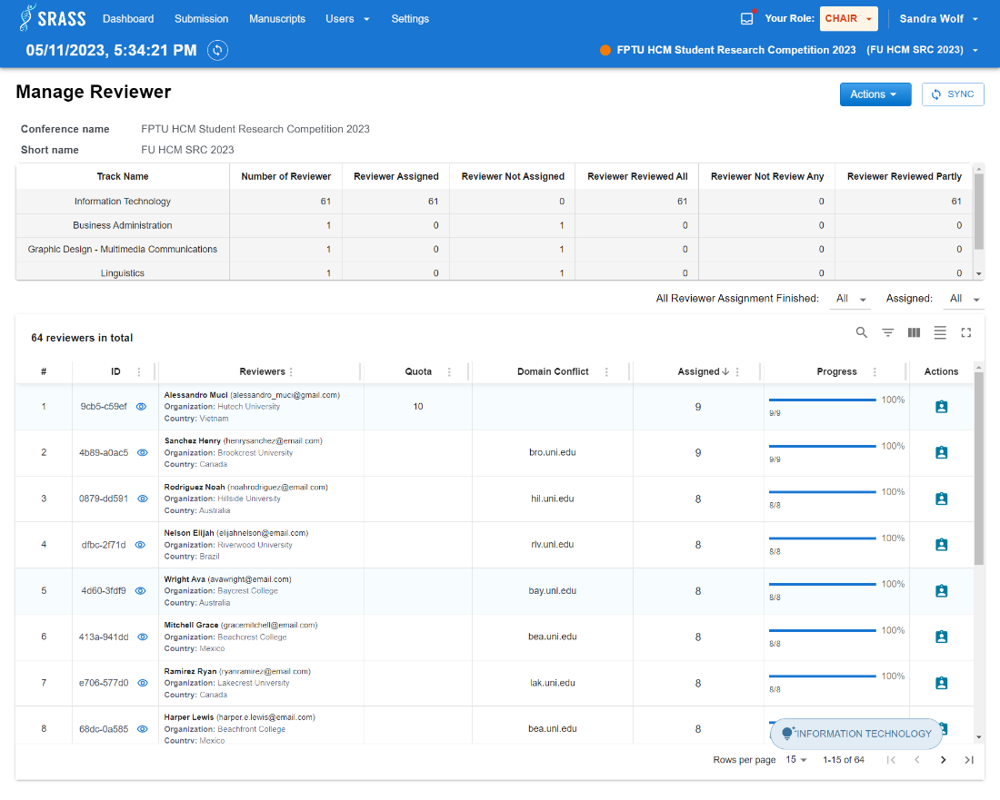 SRASS Dashboard Submission Manuscripts Users Settings Your Role: CHAIR Sandra Wolf
05/11/2023, 5:34:21 PM FPTU HCM Student Research Competition 2023 (FU HCM SRC 2023)
Manage Reviewer Actions SYNC
Conference name FPTU HCM Student Research Competition 2023
Short name FU HCM SRC 2023
Track Name Number of Reviewer Reviewer Assigned Reviewer Not Assigned Reviewer Reviewed All Reviewer Not Review Any Reviewer Reviewed Partly
Information Technology 61 61 0 61 0 61
Business Administration 1 0 1 0 0 0
Graphic Design - Multimedia Communications 1 0 1 0 0 0
Linguistics 1 0 1 0 0 0
All Reviewer Assignment Finished: All Assigned: All
64 reviewers in total
# ID Reviewers Quota Domain Conflict Assigned Progress Actions
Alessandro Muci (alessandro_muci@gmail.com)
1 9cb5-c59ef Organization: Hutech University 10 9 100%
Country: Vietnam 9/9
Sanchez Henry (henrysanchez@email.com)
2 4b89-a0ac5 Organization: Brookcrest University bro.uni.edu 9 100%
Country: Canada 9/9
Rodriguez Noah (noahrodriguez@email.com)
3 0879-dd591 Organization: Hillside University hil.uni.edu 8 100%
Country: Australia 8/8
Nelson Elijah (elijahnelson@email.com)
4 dfbc-2f71d Organization: Riverwood University riv.uni.edu 8 100%
Country: Brazil 8/8
Wright Ava (avawright@email.com)
5 4d60-3fdf9 Organization: Baycrest College bay.uni.edu 8 100%
Country: Australia 8/8
Mitchell Grace (gracemitchell@email.com)
6 413a-941dd Organization: Beachcrest College bea.uni.edu 8 100%
Country: Mexico 8/8
Ramirez Ryan (ryanramirez@email.com)
7 e706-577d0 Organization: Lakecrest University lak.uni.edu 8 100%
Country: Canada 8/8
Harper Lewis (harper.e.lewis@email.com)
8 68dc-0a585 Organization: Beachfront College bea.uni.edu 8
Country: Mexico
INFORMATION TECHNOLOGY
Rows per page 15 1-15 of 64